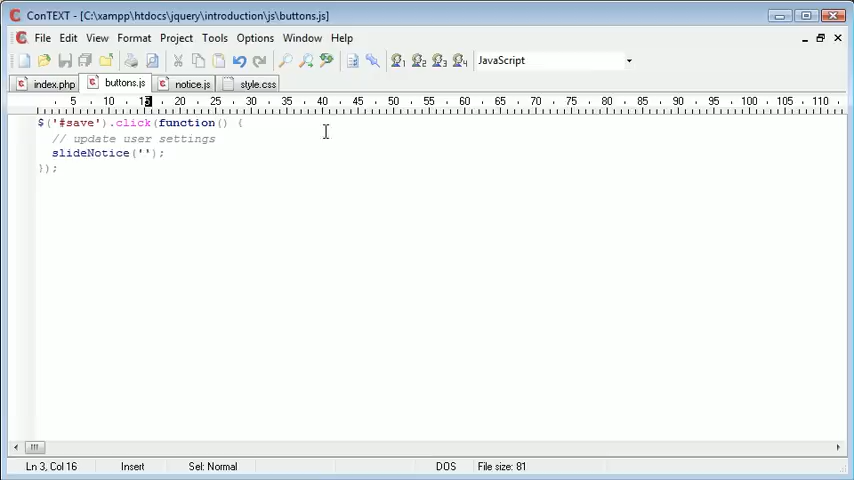 ConTEXT - [C:\xampp\htdocs\jquery\introduction\js\buttons.js]
File Edit View Format Project Tools Options Window Help
JavaScript
index.php buttons.js notice.js style.css
5 10 15 20 25 30 35 40 45 50 55 60 65 70 75 80 85 90 95 100 105 110
$('#save').click(function() {
// update user settings
slideNotice('');
});
Ln 3, Col 16 Insert Sel: Normal DOS File size: 81